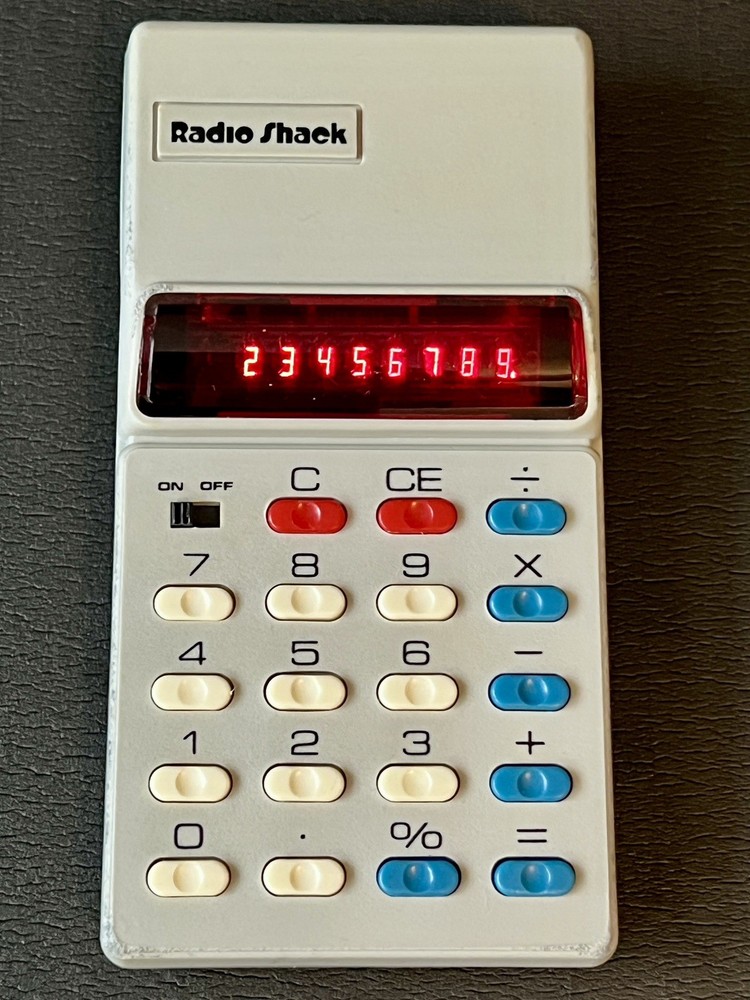 Radio Shack
23456789.
ON OFF C CE ÷
7 8 9 X
4 5 6 −
1 2 3 +
0 . % =